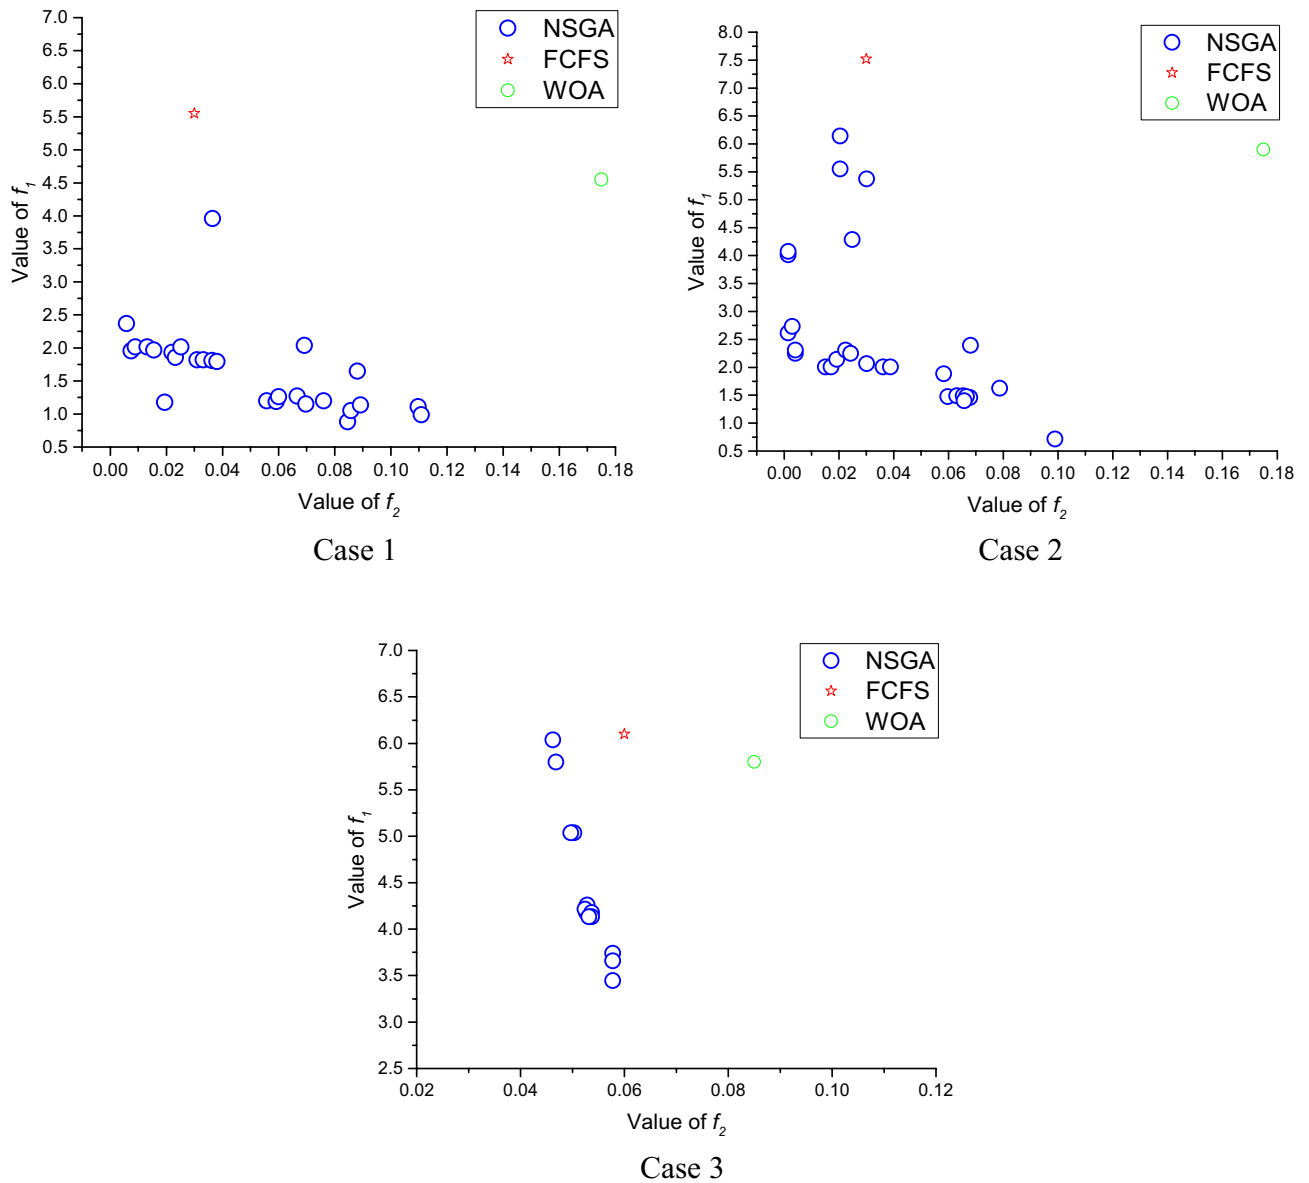 7.0
6.5
6.0
5.5
5.0
4.5
4.0
3.5
3.0
2.5
2.0
1.5
1.0
0.5
Value of f1
0.00 0.02 0.04 0.06 0.08 0.10 0.12 0.14 0.16 0.18
Value of f2
NSGA
FCFS
WOA
Case 1
8.0
7.5
7.0
6.5
6.0
5.5
5.0
4.5
4.0
3.5
3.0
2.5
2.0
1.5
1.0
0.5
Value of f1
0.00 0.02 0.04 0.06 0.08 0.10 0.12 0.14 0.16 0.18
Value of f2
NSGA
FCFS
WOA
Case 2
7.0
6.5
6.0
5.5
5.0
4.5
4.0
3.5
3.0
2.5
Value of f1
0.02 0.04 0.06 0.08 0.10 0.12
Value of f2
NSGA
FCFS
WOA
Case 3